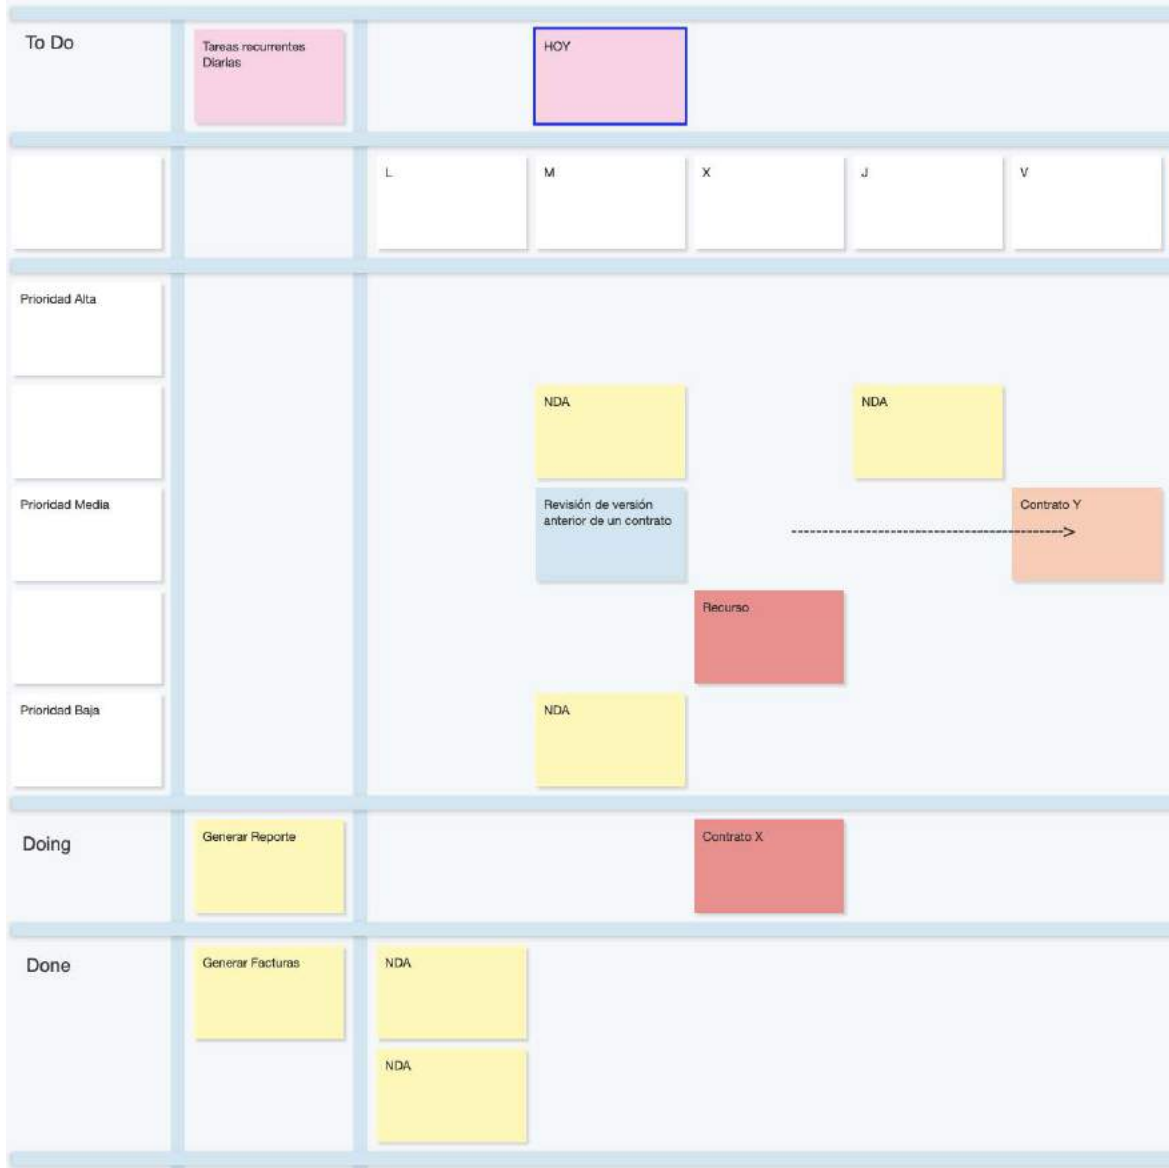 To Do
Tareas recurrentes
Diarias
HOY
L
M
X
J
V
Prioridad Alta
NDA
NDA
Prioridad Media
Revisión de versión
anterior de un contrato
Contrato Y
Recurso
Prioridad Baja
NDA
Doing
Generar Reporte
Contrato X
Done
Generar Facturas
NDA
NDA